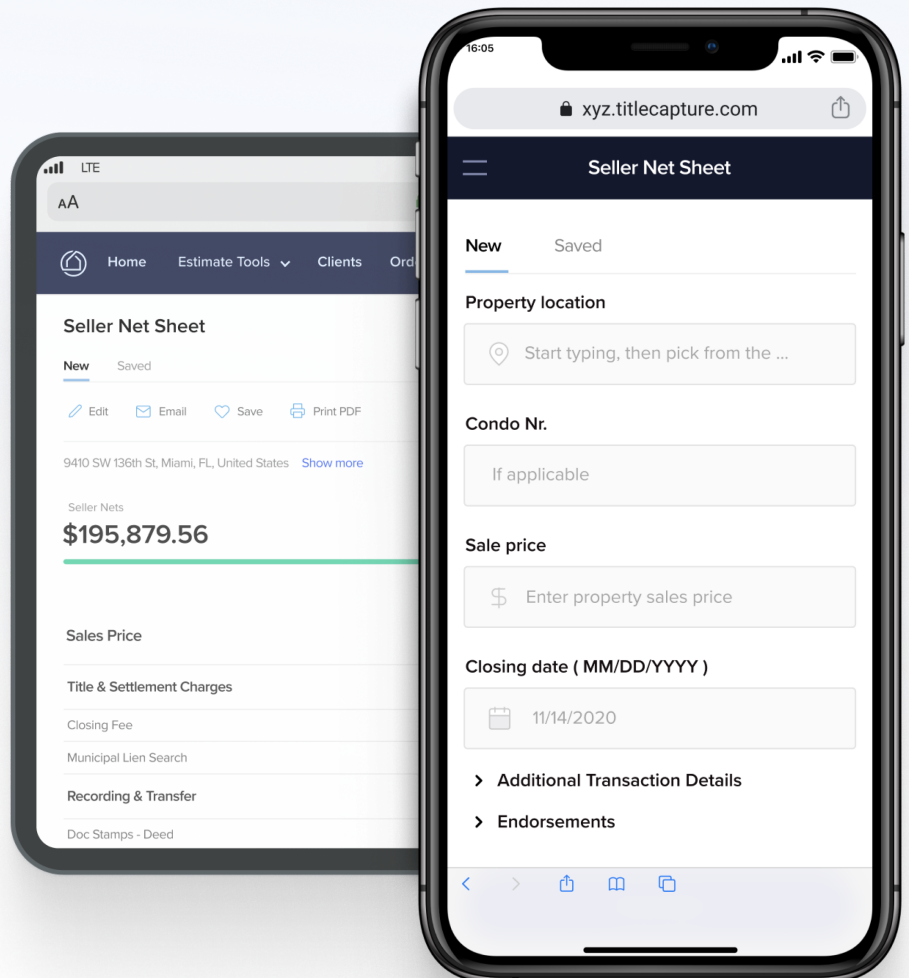 LTE
AA
Home Estimate Tools Clients
Seller Net Sheet
New Saved
Edit Email Save Print PDF
9410 SW 136th St, Miami, FL, United States Show more
Seller Nets
$195,879.56
Sales Price
Title & Settlement Charges
Closing Fee
Municipal Lien Search
Recording & Transfer
Doc Stamps - Deed
16:05
xyz.titlecapture.com
Seller Net Sheet
New Saved
Property location
Start typing, then pick from the ...
Condo Nr.
If applicable
Sale price
$ Enter property sales price
Closing date ( MM/DD/YYYY )
11/14/2020
Additional Transaction Details
Endorsements